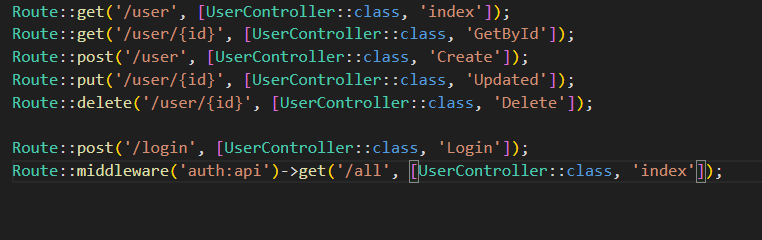 Route::get('/user', [UserController::class, 'index']);
Route::get('/user/{id}', [UserController::class, 'GetById']);
Route::post('/user', [UserController::class, 'Create']);
Route::put('/user/{id}', [UserController::class, 'Updated']);
Route::delete('/user/{id}', [UserController::class, 'Delete']);
Route::post('/login', [UserController::class, 'Login']);
Route::middleware('auth:api')->get('/all', [UserController::class, 'index']);